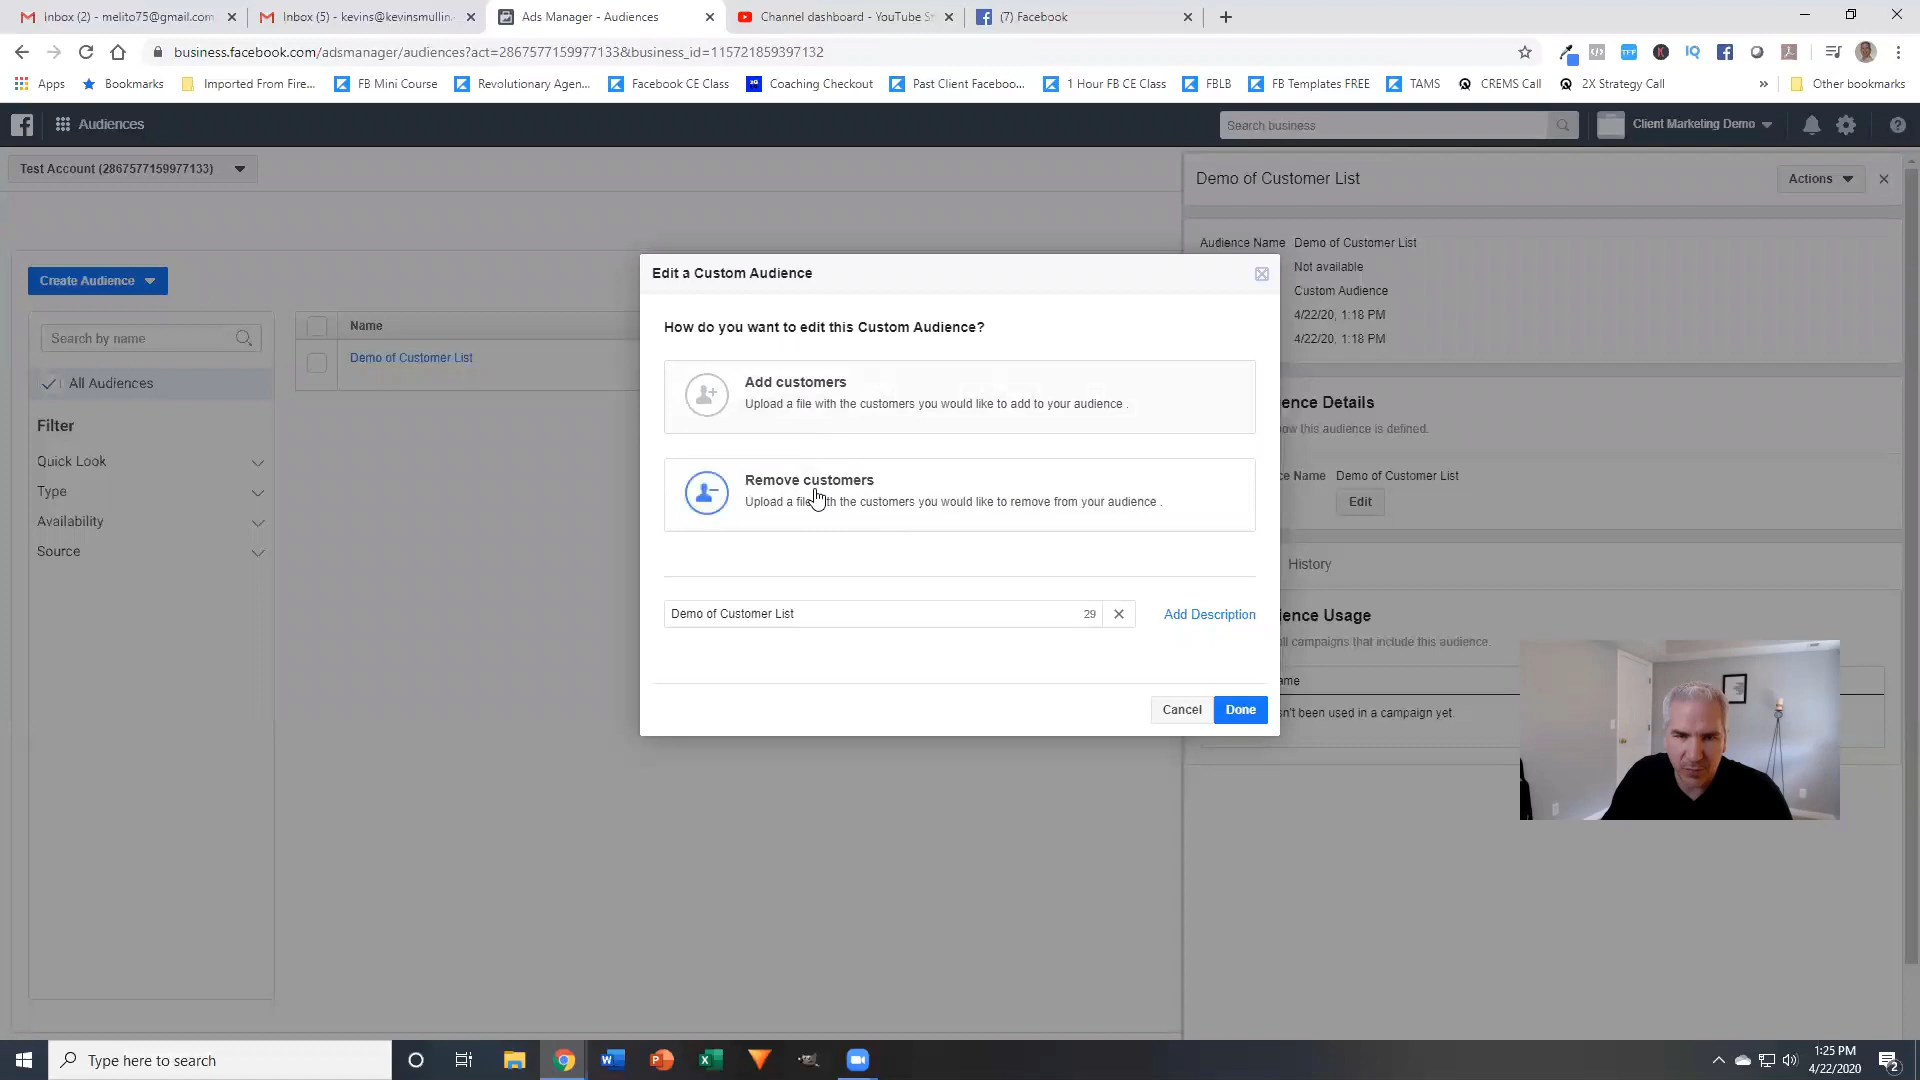 Inbox (2) - melito75@gmail.com
Inbox (5) - kevins@kevinsmullin.
Ads Manager - Audiences
Channel dashboard - YouTube St
(7) Facebook
business.facebook.com/adsmanager/audiences?act=2867577159977133&business_id=115721859397132
Apps
Bookmarks
Imported From Fire...
FB Mini Course
Revolutionary Agen...
Facebook CE Class
Coaching Checkout
Past Client Faceboo...
1 Hour FB CE Class
FBLB
FB Templates FREE
TAMS
CREMS Call
2X Strategy Call
Other bookmarks
Audiences
Search business
Client Marketing Demo
Test Account (2867577159977133)
Demo of Customer List
Actions
Audience Name
Demo of Customer List
Not available
Custom Audience
4/22/20, 1:18 PM
4/22/20, 1:18 PM
Create Audience
Search by name
All Audiences
Filter
Quick Look
Type
Availability
Source
Name
Demo of Customer List
Edit a Custom Audience
How do you want to edit this Custom Audience?
Add customers
Upload a file with the customers you would like to add to your audience .
Remove customers
Upload a file with the customers you would like to remove from your audience .
Demo of Customer List
29
Add Description
Cancel
Done
ence Details
how this audience is defined.
ce Name
Demo of Customer List
Edit
History
ence Usage
ll campaigns that include this audience.
ame
n't been used in a campaign yet.
Type here to search
1:25 PM
4/22/2020
2